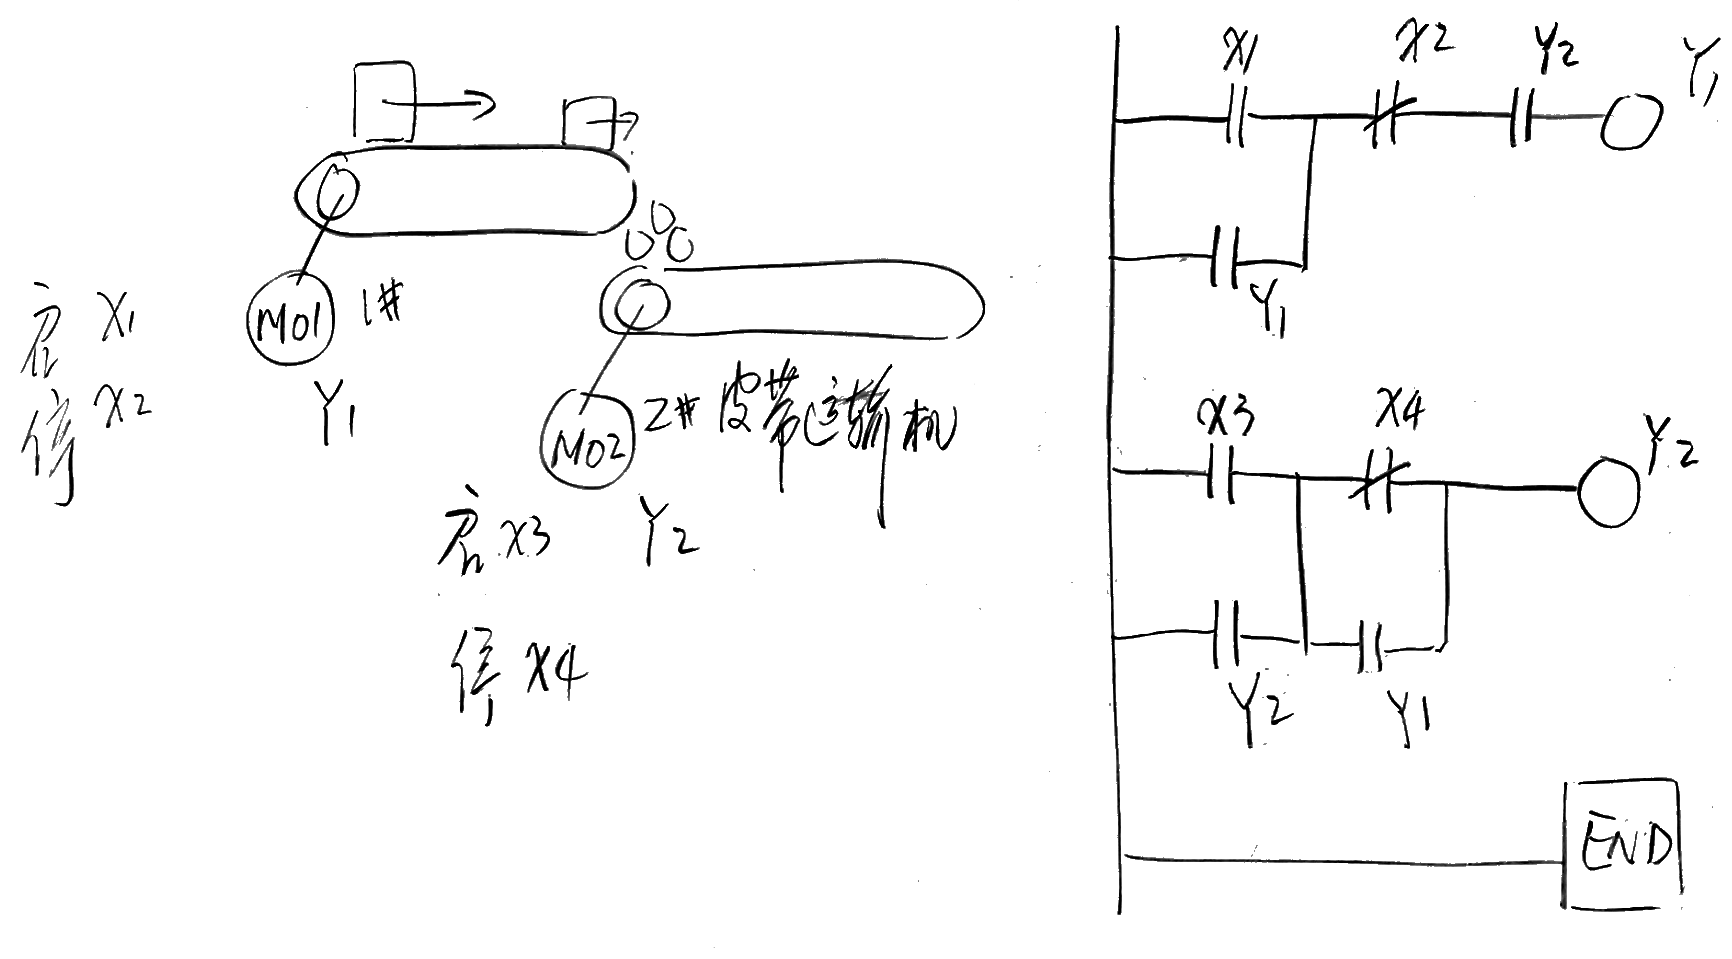 启 X1
停 X2
M01 1#
Y1
M02 2# 皮带运输机
启 X3 Y2
停 X4
X1 X2 Y2 Y1
Y1
X3 X4 Y2
Y2 Y1
END